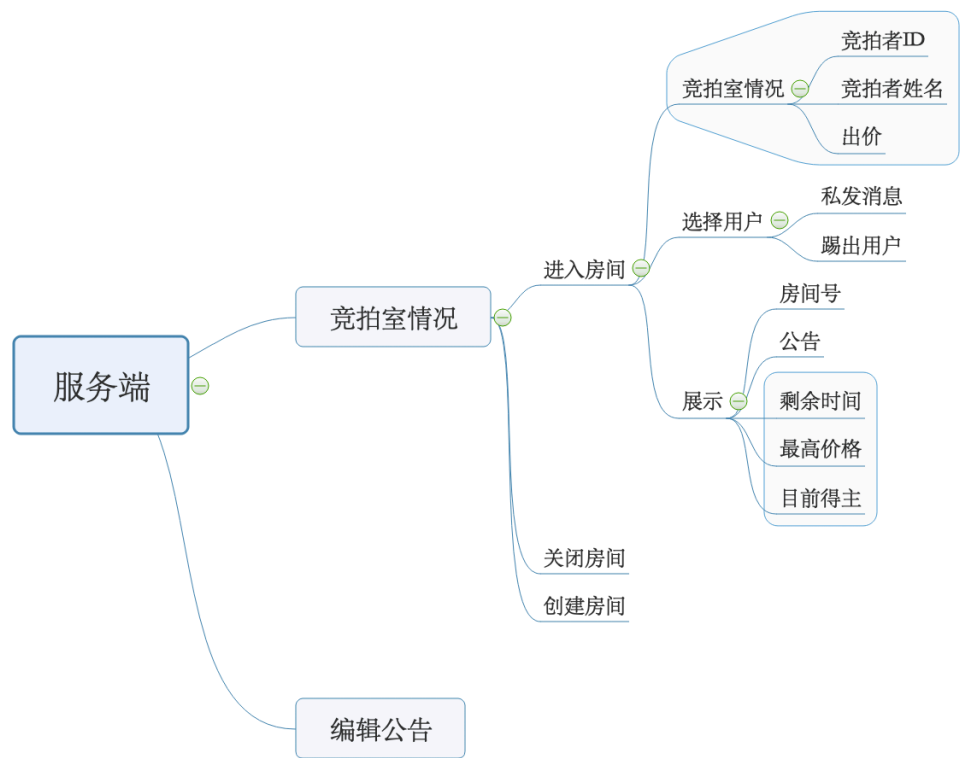 竞拍者ID
竞拍室情况
竞拍者姓名
出价
私发消息
选择用户
踢出用户
进入房间
房间号
竞拍室情况
公告
服务端
展示
剩余时间
最高价格
目前得主
关闭房间
创建房间
编辑公告